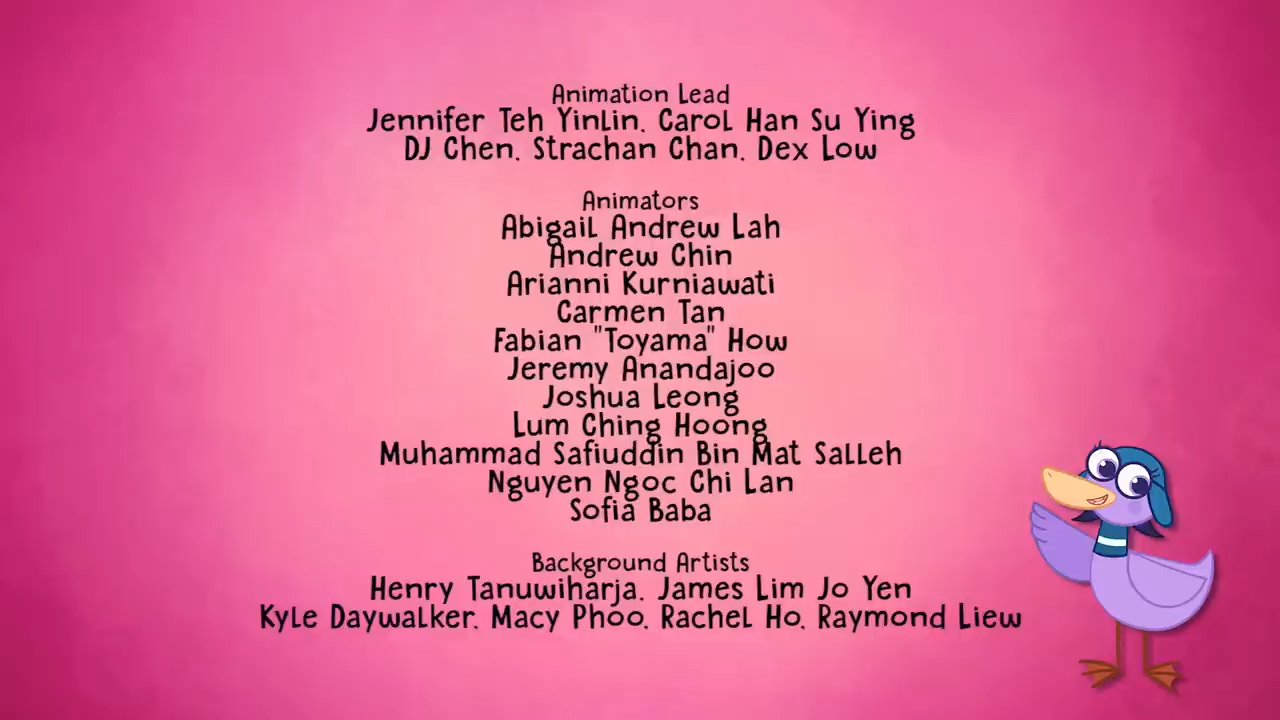 Animation Lead
Jennifer Teh YinLin, Carol Han Su Ying
DJ Chen, Strachan Chan, Dex Low
Animators
Abigail Andrew Lah
Andrew Chin
Arianni Kurniawati
Carmen Tan
Fabian "Toyama" How
Jeremy Anandajoo
Joshua Leong
Lum Ching Hoong
Muhammad Safiuddin Bin Mat Salleh
Nguyen Ngoc Chi Lan
Sofia Baba
Background Artists
Henry Tanuwiharja, James Lim Jo Yen
Kyle Daywalker, Macy Phoo, Rachel Ho, Raymond Liew